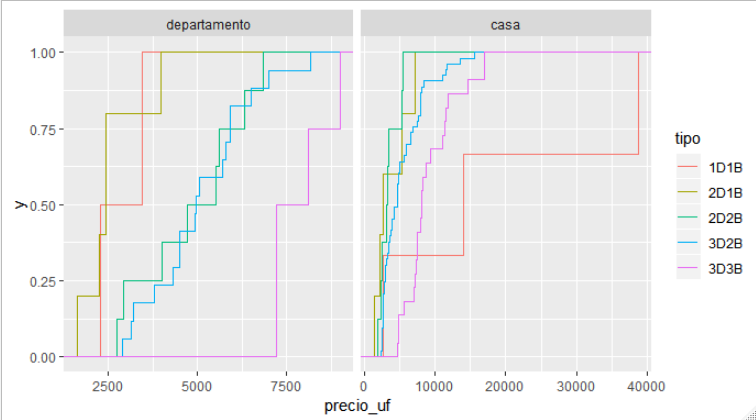 departamento
casa
1.00
0.75
0.50
0.25
0.00
y
2500
5000
7500
0
10000
20000
30000
40000
precio_uf
tipo
1D1B
2D1B
2D2B
3D2B
3D3B